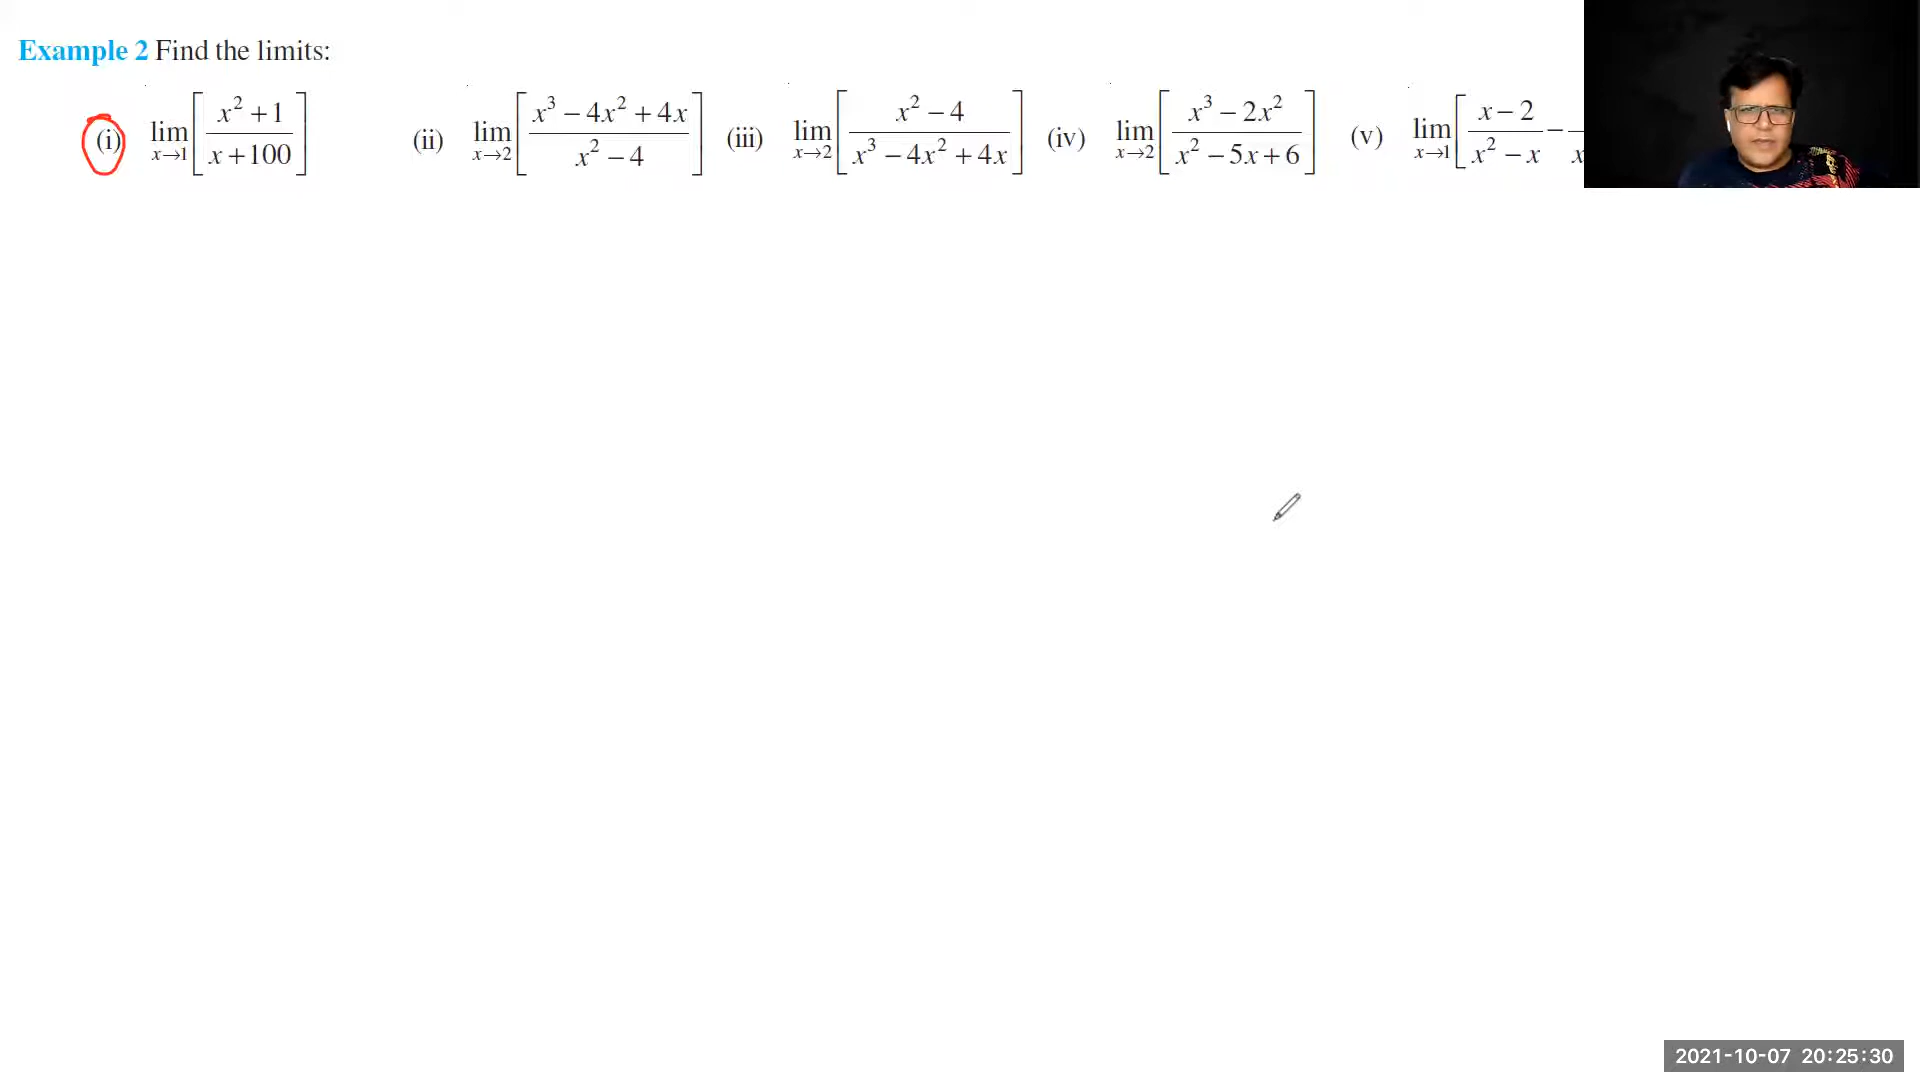 Example 2 Find the limits:
(i) lim x→1 [ (x² + 1) / (x + 100) ] (ii) lim x→2 [ (x³ − 4x² + 4x) / (x² − 4) ] (iii) lim x→2 [ (x² − 4) / (x³ − 4x² + 4x) ] (iv) lim x→2 [ (x³ − 2x²) / (x² − 5x + 6) ] (v) lim x→1 [ (x − 2) / (x² − x) −
2021-10-07 20:25:30